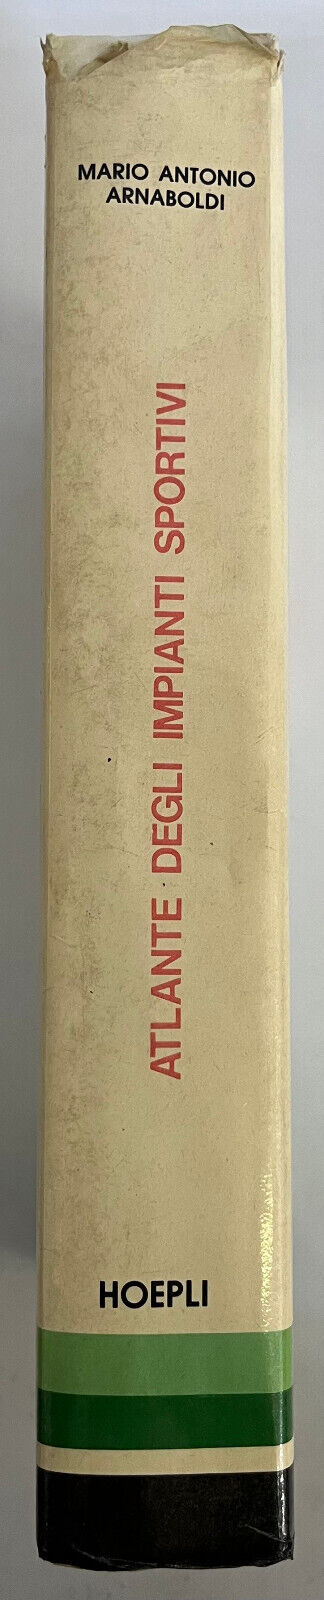 MARIO ANTONIO
ARNABOLDI
ATLANTE DEGLI IMPIANTI SPORTIVI
HOEPLI